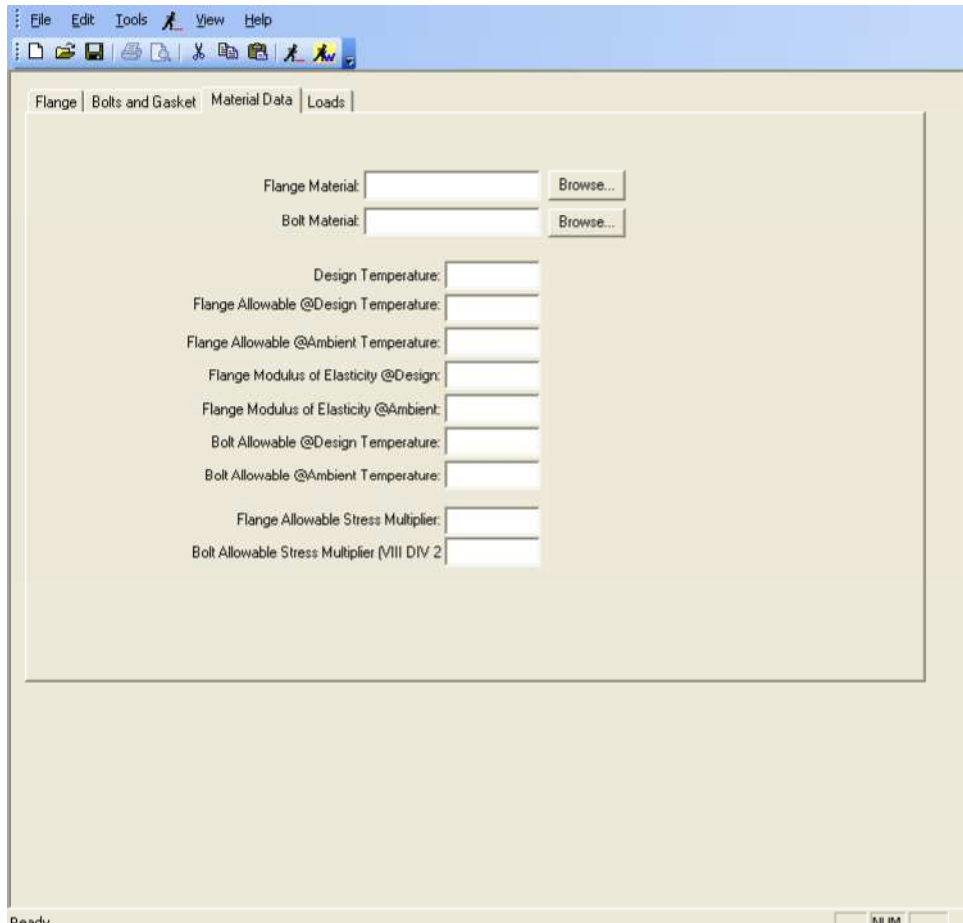 File Edit Tools View Help
Flange Bolts and Gasket Material Data Loads
Flange Material: Browse...
Bolt Material: Browse...
Design Temperature:
Flange Allowable @Design Temperature:
Flange Allowable @Ambient Temperature:
Flange Modulus of Elasticity @Design:
Flange Modulus of Elasticity @Ambient:
Bolt Allowable @Design Temperature:
Bolt Allowable @Ambient Temperature:
Flange Allowable Stress Multiplier:
Bolt Allowable Stress Multiplier (VIII DIV 2
Ready NUM